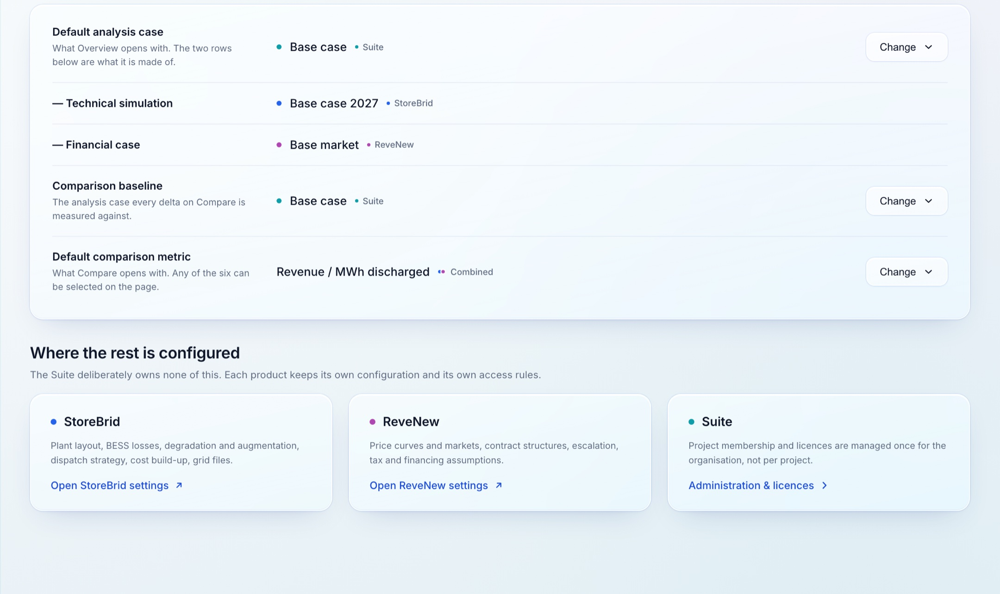 Default analysis case
What Overview opens with. The two rows
below are what it is made of.
Base case
Suite
Change
— Technical simulation
Base case 2027
StoreBrid
— Financial case
Base market
ReveNew
Comparison baseline
The analysis case every delta on Compare is
measured against.
Base case
Suite
Change
Default comparison metric
What Compare opens with. Any of the six can
be selected on the page.
Revenue / MWh discharged
Combined
Change
Where the rest is configured
The Suite deliberately owns none of this. Each product keeps its own configuration and its own access rules.
StoreBrid
Plant layout, BESS losses, degradation and augmentation,
dispatch strategy, cost build-up, grid files.
Open StoreBrid settings
ReveNew
Price curves and markets, contract structures, escalation,
tax and financing assumptions.
Open ReveNew settings
Suite
Project membership and licences are managed once for the
organisation, not per project.
Administration & licences